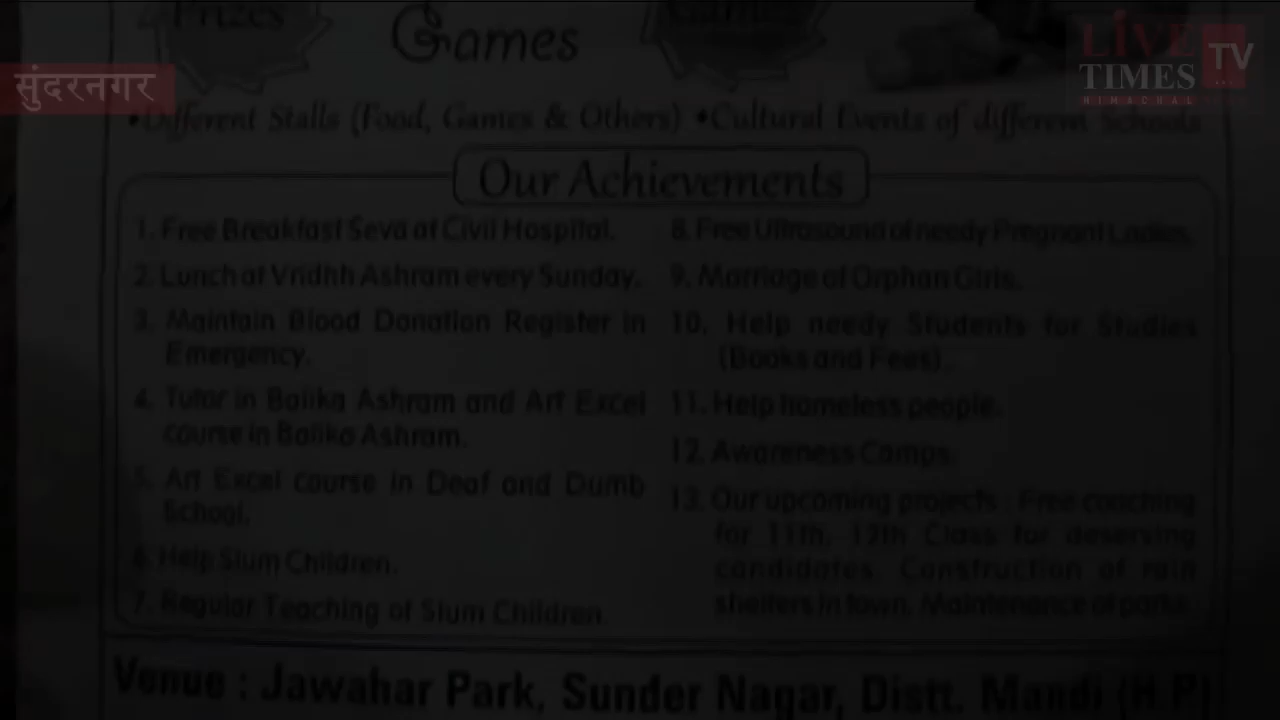 Prizes
Games
Games
LIVE
TIMES
TV
HIMACHAL
सुंदरनगर
•Different Stalls (Food, Games & Others) •Cultural Events of different Schools
Our Achievements
1. Free Breakfast Seva at Civil Hospital.
2. Lunch at Vridhh Ashram every Sunday.
3. Maintain Blood Donation Register in
Emergency.
4. Tutor in Balika Ashram and Art Excel
course in Balika Ashram.
5. Art Excel course in Deaf and Dumb
School.
6. Help Slum Children.
7. Regular Teaching of Slum Children.
8. Free Ultrasound of needy Pregnant Ladies.
9. Marriage of Orphan Girls.
10. Help needy Students for Studies
(Books and Fees).
11. Help homeless people.
12. Awareness Camps.
13. Our upcoming projects : Free coaching
for 11th, 12th Class for deserving
candidates. Construction of rain
shelters in town. Maintenance of parks.
Venue : Jawahar Park, Sunder Nagar, Distt. Mandi (H.P.)